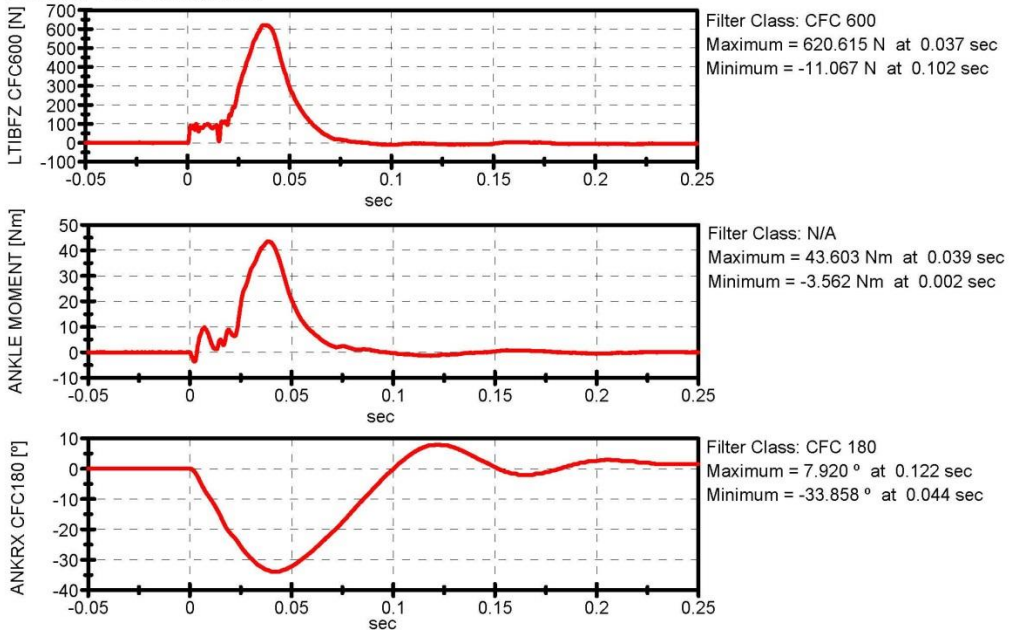 LTIBFZ CFC600 [N]
700
600
500
400
300
200
100
0
-100
-0.05 0 0.05 0.1 0.15 0.2 0.25
sec
Filter Class: CFC 600
Maximum = 620.615 N at 0.037 sec
Minimum = -11.067 N at 0.102 sec
ANKLE MOMENT [Nm]
50
40
30
20
10
0
-10
-0.05 0 0.05 0.1 0.15 0.2 0.25
sec
Filter Class: N/A
Maximum = 43.603 Nm at 0.039 sec
Minimum = -3.562 Nm at 0.002 sec
ANKRX CFC180 [º]
10
0
-10
-20
-30
-40
-0.05 0 0.05 0.1 0.15 0.2 0.25
sec
Filter Class: CFC 180
Maximum = 7.920 º at 0.122 sec
Minimum = -33.858 º at 0.044 sec